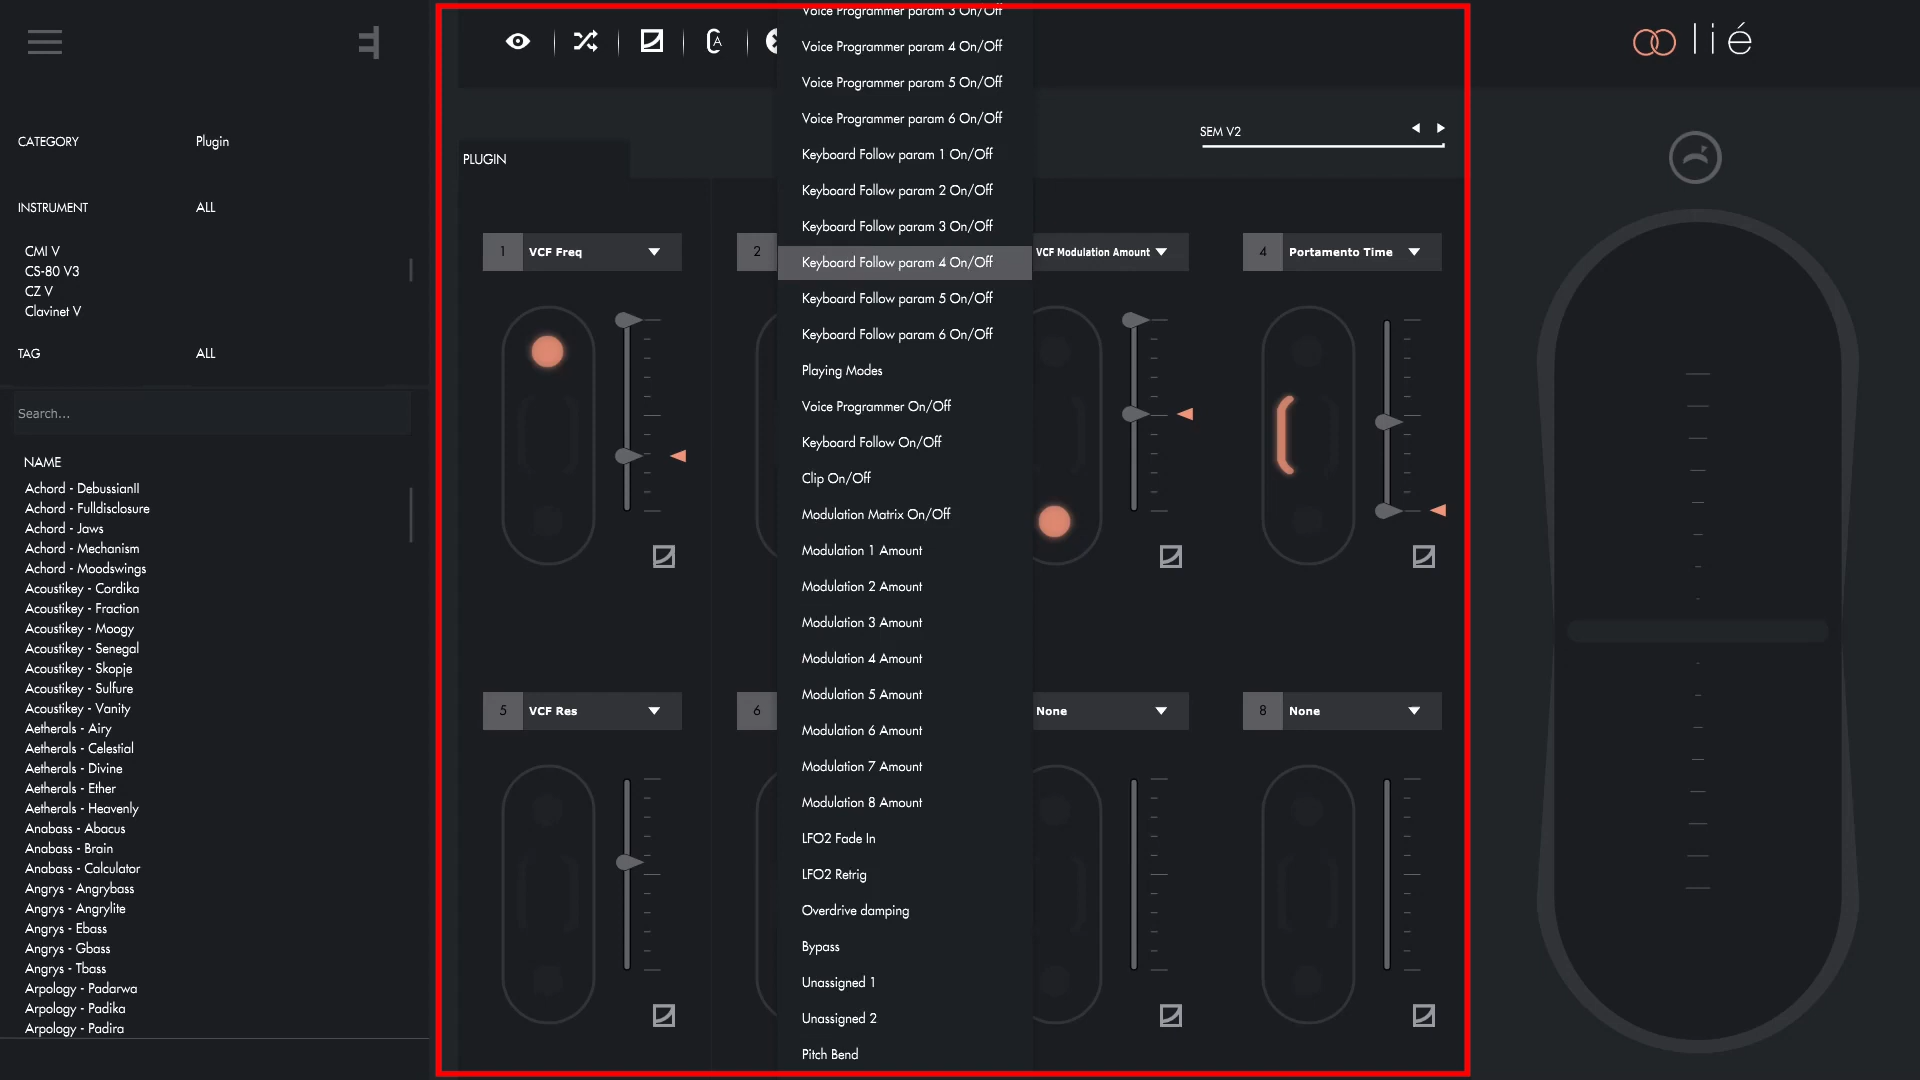 lié
CATEGORY
Plugin
INSTRUMENT
ALL
CMI V
CS-80 V3
CZ V
Clavinet V
TAG
ALL
Search...
NAME
Achord - DebussianII
Achord - Fulldisclosure
Achord - Jaws
Achord - Mechanism
Achord - Moodswings
Acoustikey - Cordika
Acoustikey - Fraction
Acoustikey - Moogy
Acoustikey - Senegal
Acoustikey - Skopje
Acoustikey - Sulfure
Acoustikey - Vanity
Aetherals - Airy
Aetherals - Celestial
Aetherals - Divine
Aetherals - Ether
Aetherals - Heavenly
Anabass - Abacus
Anabass - Brain
Anabass - Calculator
Angrys - Angrybass
Angrys - Angrylite
Angrys - Ebass
Angrys - Gbass
Angrys - Tbass
Arpology - Padarwa
Arpology - Padika
Arpology - Padira
A
PLUGIN
SEM V2
1 VCF Freq
2
VCF Modulation Amount
4 Portamento Time
5 VCF Res
6
None
8 None
Voice Programmer param 3 On/Off
Voice Programmer param 4 On/Off
Voice Programmer param 5 On/Off
Voice Programmer param 6 On/Off
Keyboard Follow param 1 On/Off
Keyboard Follow param 2 On/Off
Keyboard Follow param 3 On/Off
Keyboard Follow param 4 On/Off
Keyboard Follow param 5 On/Off
Keyboard Follow param 6 On/Off
Playing Modes
Voice Programmer On/Off
Keyboard Follow On/Off
Clip On/Off
Modulation Matrix On/Off
Modulation 1 Amount
Modulation 2 Amount
Modulation 3 Amount
Modulation 4 Amount
Modulation 5 Amount
Modulation 6 Amount
Modulation 7 Amount
Modulation 8 Amount
LFO2 Fade In
LFO2 Retrig
Overdrive damping
Bypass
Unassigned 1
Unassigned 2
Pitch Bend